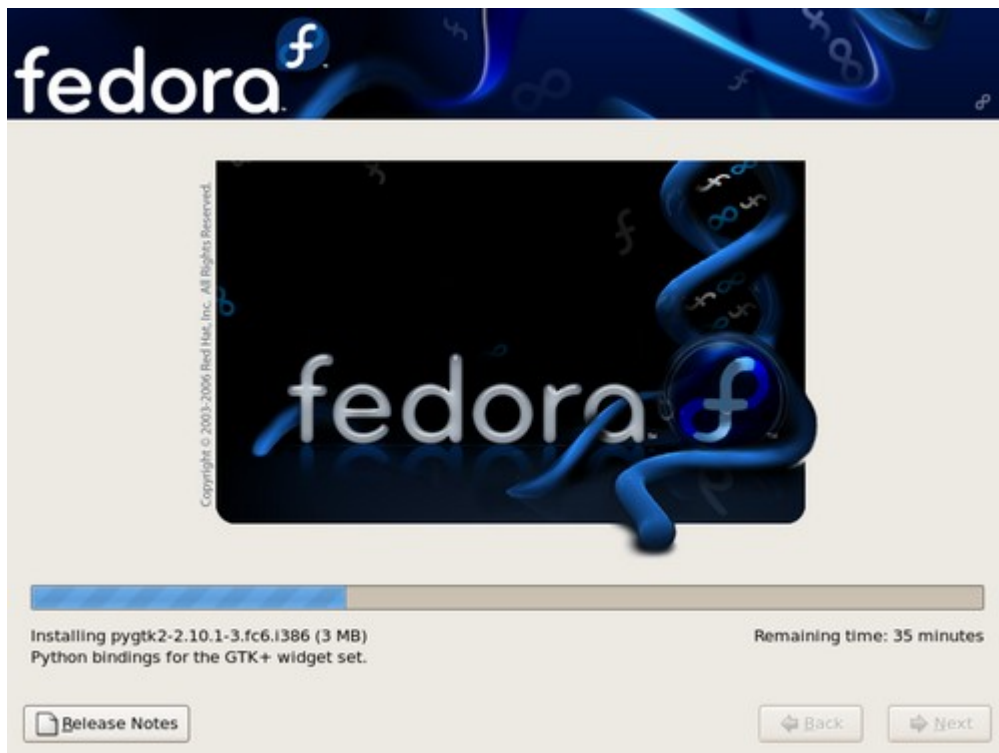 fedora
Copyright © 2003-2006 Red Hat, Inc. All Rights Reserved.
fedora
Installing pygtk2-2.10.1-3.fc6.i386 (3 MB)
Remaining time: 35 minutes
Python bindings for the GTK+ widget set.
Release Notes
Back
Next